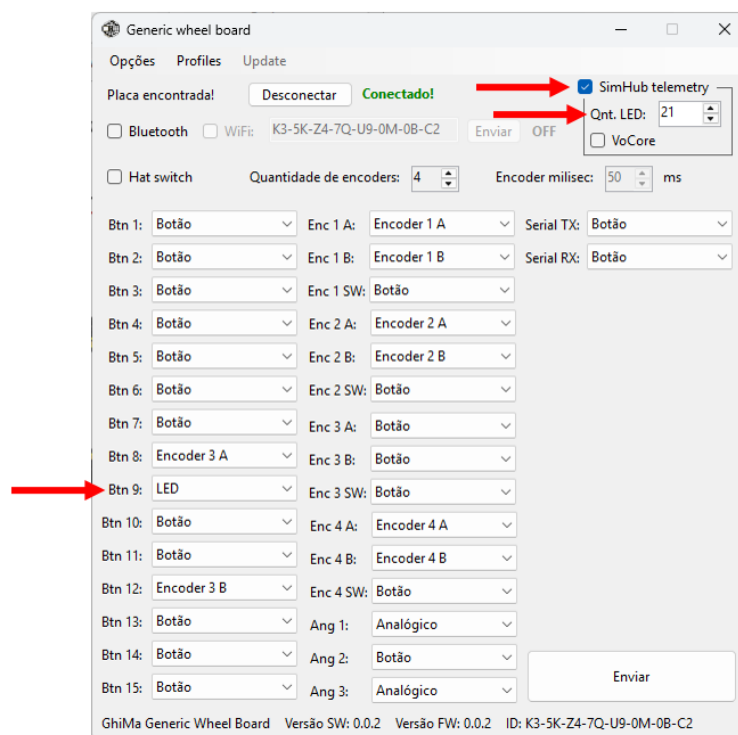 Generic wheel board
Opções Profiles Update
Placa encontrada! Desconectar Conectado! SimHub telemetry
Qnt. LED: 21
Bluetooth WiFi: K3-5K-Z4-7Q-U9-0M-0B-C2 Enviar OFF
VoCore
Hat switch Quantidade de encoders: 4 Encoder milisec: 50 ms
Btn 1: Botão Enc 1 A: Encoder 1 A Serial TX: Botão
Btn 2: Botão Enc 1 B: Encoder 1 B Serial RX: Botão
Btn 3: Botão Enc 1 SW: Botão
Btn 4: Botão Enc 2 A: Encoder 2 A
Btn 5: Botão Enc 2 B: Encoder 2 B
Btn 6: Botão Enc 2 SW: Botão
Btn 7: Botão Enc 3 A: Botão
Btn 8: Encoder 3 A Enc 3 B: Botão
Btn 9: LED Enc 3 SW: Botão
Btn 10: Botão Enc 4 A: Encoder 4 A
Btn 11: Botão Enc 4 B: Encoder 4 B
Btn 12: Encoder 3 B Enc 4 SW: Botão
Btn 13: Botão Ang 1: Analógico
Btn 14: Botão Ang 2: Botão
Btn 15: Botão Ang 3: Analógico
Enviar
GhiMa Generic Wheel Board Versão SW: 0.0.2 Versão FW: 0.0.2 ID: K3-5K-Z4-7Q-U9-0M-0B-C2